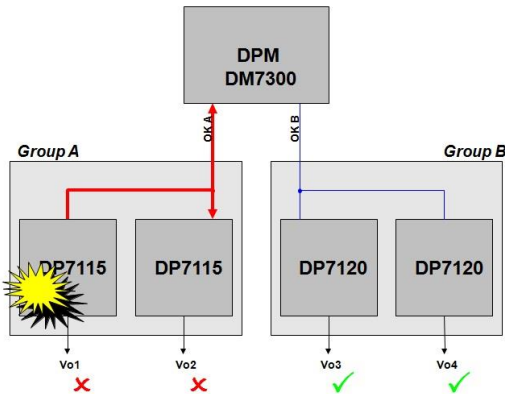 DPM
DM7300
OK A
OK B
Group A
Group B
DP7115
DP7115
DP7120
DP7120
Vo1
Vo2
Vo3
Vo4